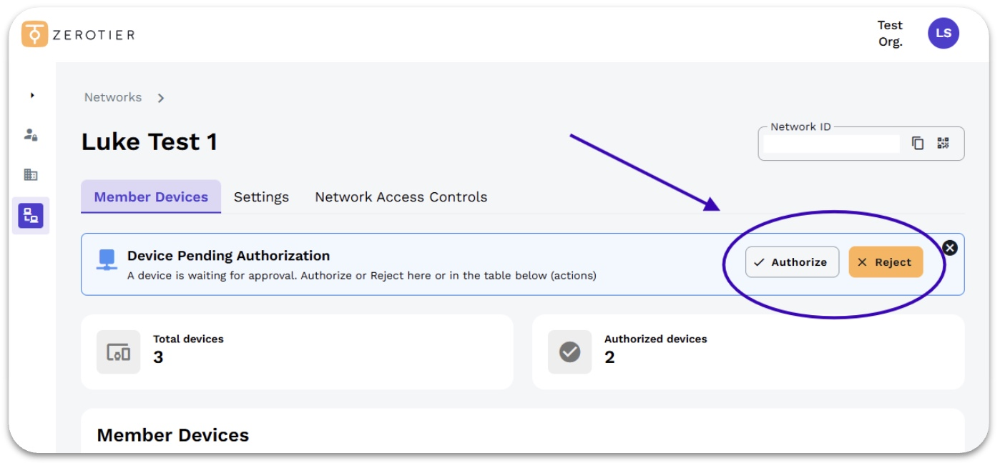 ZEROTIER
Test
Org.
LS
Networks
Luke Test 1
Network ID
Member Devices
Settings
Network Access Controls
Device Pending Authorization
A device is waiting for approval. Authorize or Reject here or in the table below (actions)
Authorize
Reject
Total devices
3
Authorized devices
2
Member Devices